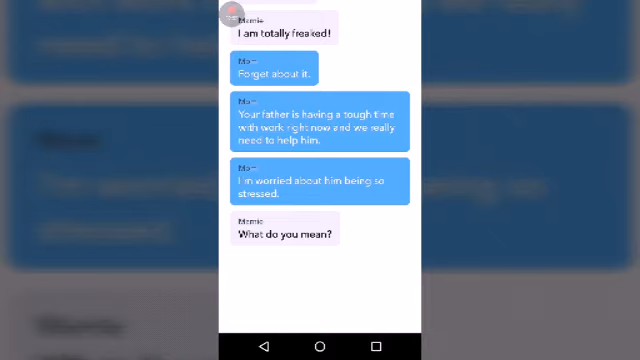 Mamie
I am totally freaked!
Mom
Forget about it.
Mom
Your father is having a tough time
with work right now and we really
need to help him.
Mom
I'm worried about him being so
stressed.
Mamie
What do you mean?